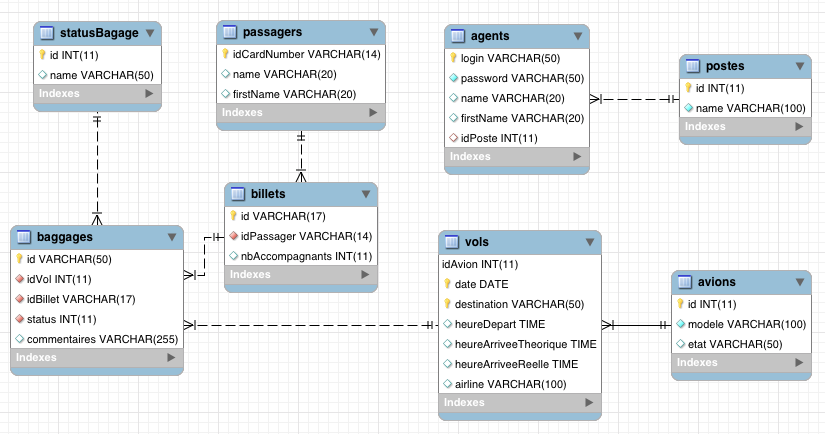 statusBagage
id INT(11)
name VARCHAR(50)
Indexes
passagers
idCardNumber VARCHAR(14)
name VARCHAR(20)
firstName VARCHAR(20)
Indexes
agents
login VARCHAR(50)
password VARCHAR(50)
name VARCHAR(20)
firstName VARCHAR(20)
idPoste INT(11)
Indexes
postes
id INT(11)
name VARCHAR(100)
Indexes
billets
id VARCHAR(17)
idPassager VARCHAR(14)
nbAccompagnants INT(11)
Indexes
baggages
id VARCHAR(50)
idVol INT(11)
idBillet VARCHAR(17)
status INT(11)
commentaires VARCHAR(255)
Indexes
vols
idAvion INT(11)
date DATE
destination VARCHAR(50)
heureDepart TIME
heureArriveeTheorique TIME
heureArriveeReelle TIME
airline VARCHAR(100)
Indexes
avions
id INT(11)
modele VARCHAR(100)
etat VARCHAR(50)
Indexes